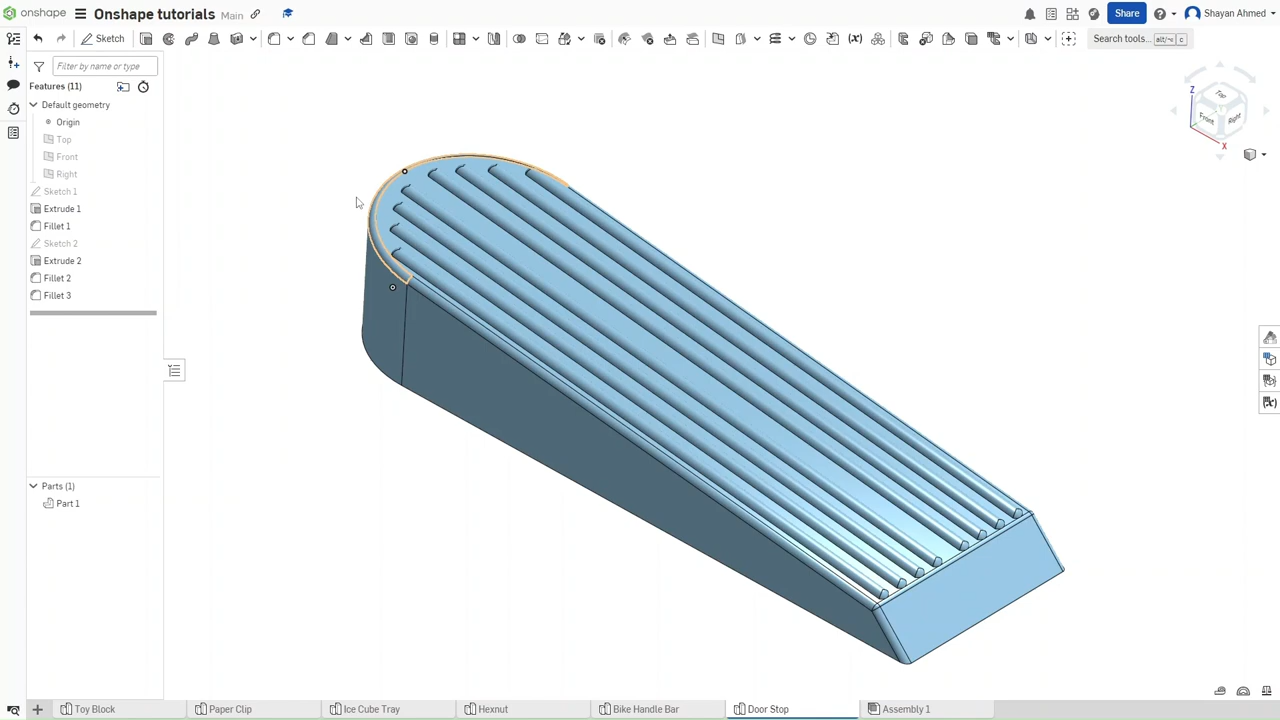 onshape Onshape tutorials Main Share Shayan Ahmed
Sketch Search tools... alt/⌥ c
Filter by name or type
Features (11)
Default geometry
Origin
Top
Front
Right
Sketch 1
Extrude 1
Fillet 1
Sketch 2
Extrude 2
Fillet 2
Fillet 3
Parts (1)
Part 1
Z
Top
Front
Right
X
Toy Block Paper Clip Ice Cube Tray Hexnut Bike Handle Bar Door Stop Assembly 1